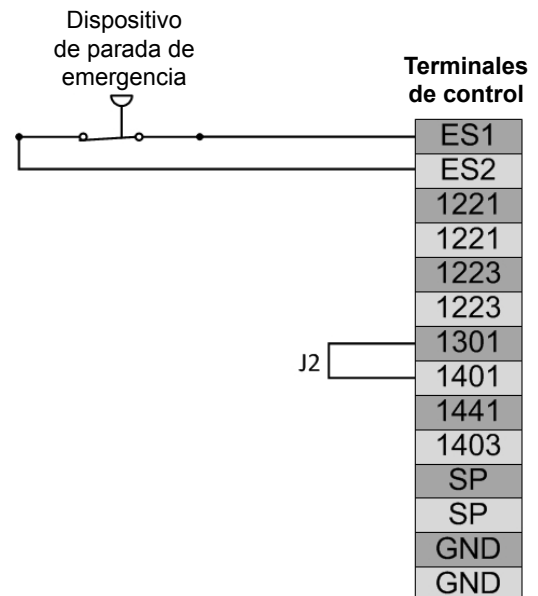 Dispositivo
de parada de
emergencia
Terminales
de control
ES1
ES2
1221
1221
1223
1223
1301
J2
1401
1441
1403
SP
SP
GND
GND